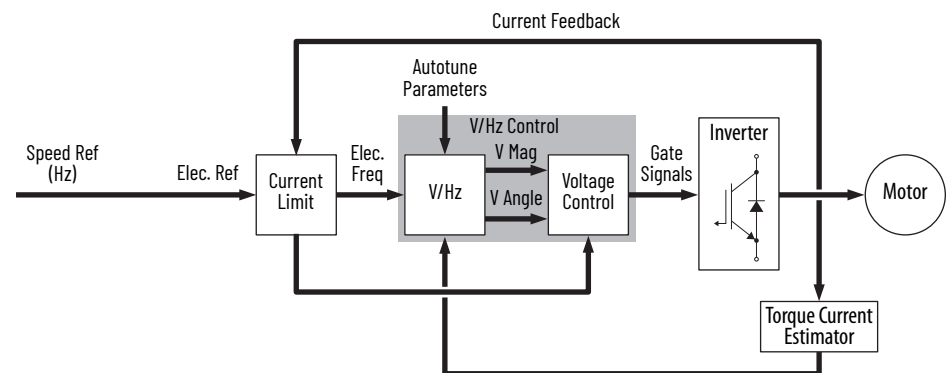 Current Feedback
Autotune
Parameters
V/Hz Control
Inverter
Speed Ref
(Hz)
Elec. Ref
Current
Limit
Elec.
Freq
V/Hz
V Mag
V Angle
Voltage
Control
Gate
Signals
Motor
Torque Current
Estimator